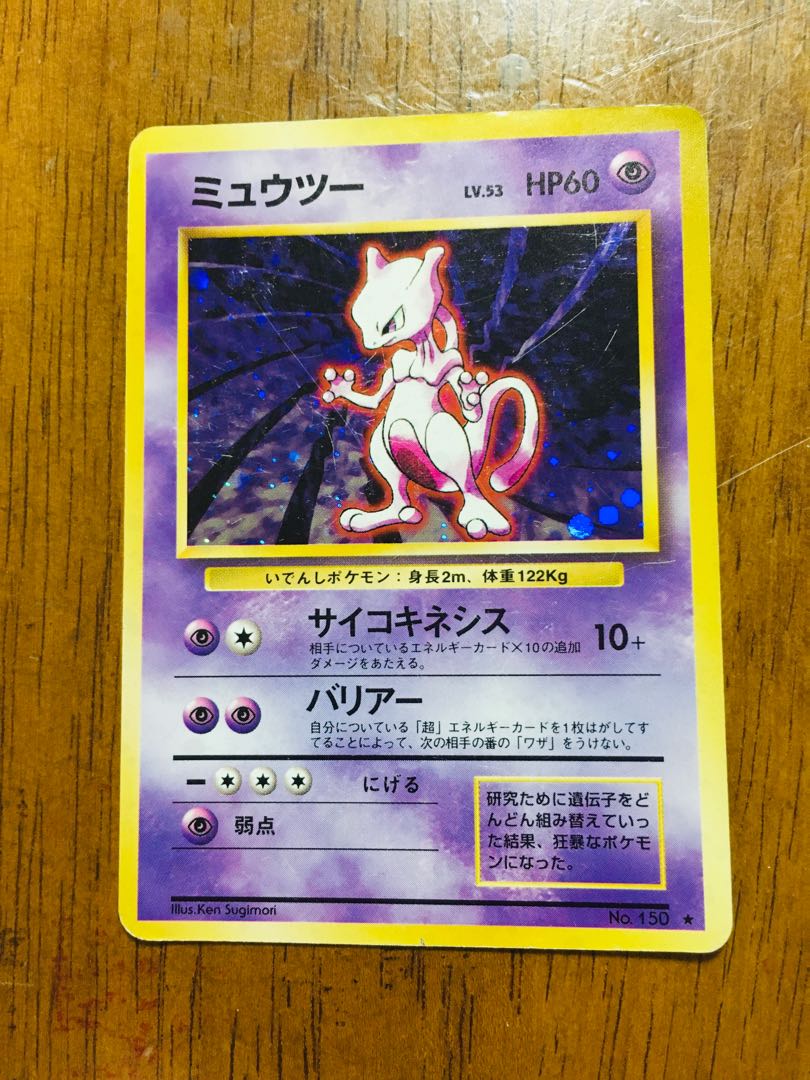 ミュウツー LV.53 HP60
いでんしポケモン：身長2m、体重122Kg
サイコキネシス 10+
相手についているエネルギーカード×10の追加
ダメージをあたえる。
バリアー
自分についている「超」エネルギーカードを1枚はがしてす
てることによって、次の相手の番の「ワザ」をうけない。
にげる
弱点
研究ために遺伝子をど
んどん組み替えていっ
た結果、狂暴なポケモ
ンになった。
Illus.Ken Sugimori
No. 150 ★